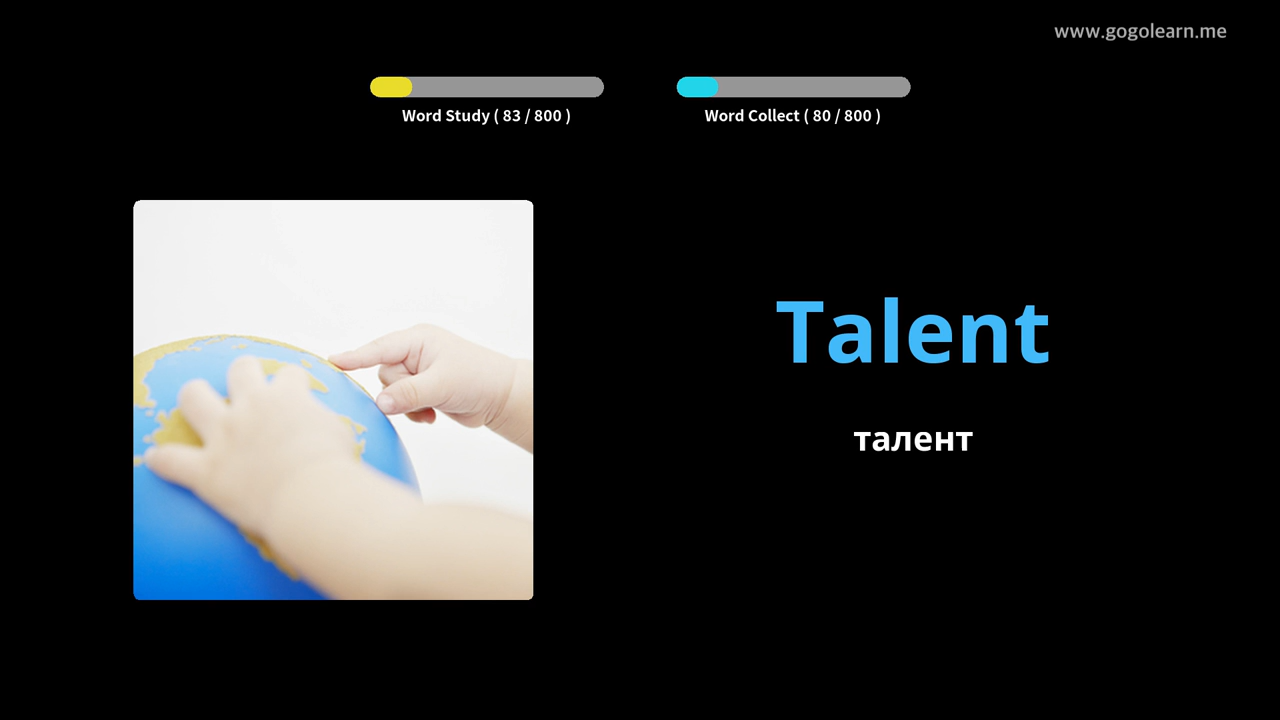 www.gogolearn.me
Word Study ( 83 / 800 )
Word Collect ( 80 / 800 )
Talent
талент